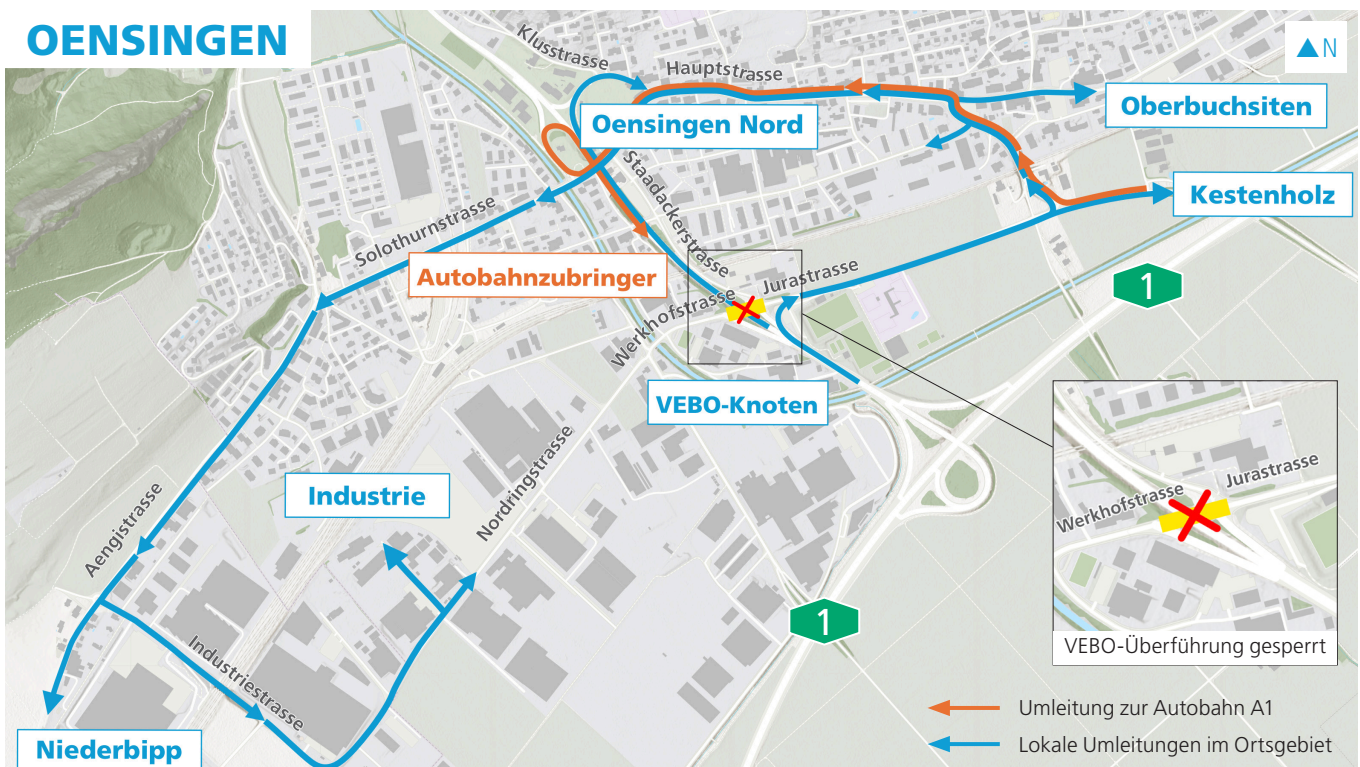 OENSINGEN
N
Klusstrasse
Hauptstrasse
Oberbuchsiten
Oensingen Nord
Staadackerstrasse
Kestenholz
Solothurnstrasse
Autobahnzubringer
Jurastrasse
Werkhofstrasse
1
VEBO-Knoten
Nordringstrasse
Industrie
Aengistrasse
Jurastrasse
Werkhofstrasse
1
VEBO-Überführung gesperrt
Industriestrasse
Umleitung zur Autobahn A1
Lokale Umleitungen im Ortsgebiet
Niederbipp